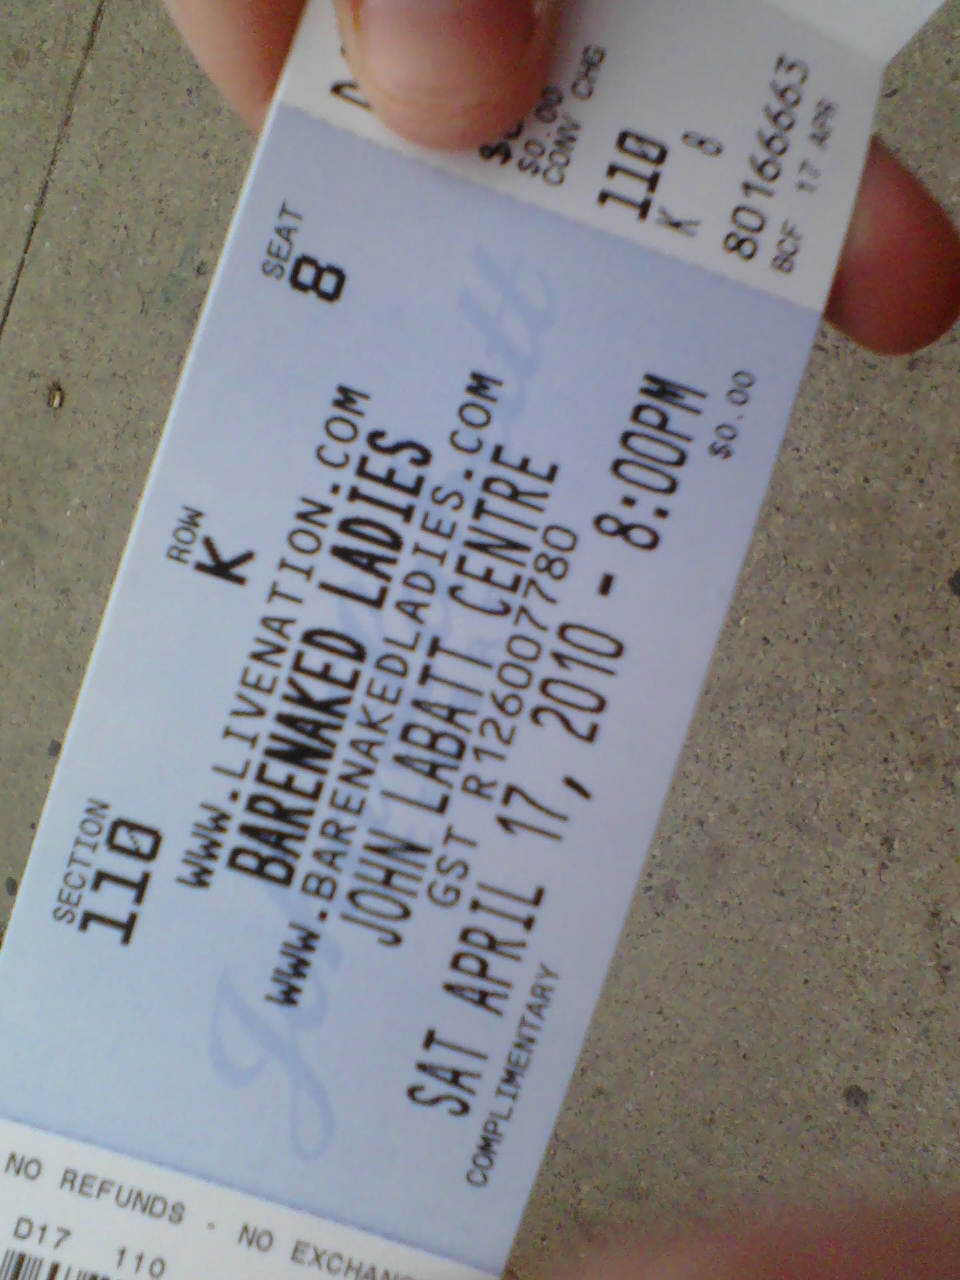 SECTION 110 ROW K SEAT 8
WWW.LIVENATION.COM
BARENAKED LADIES
WWW.BARENAKEDLADIES.COM
JOHN LABATT CENTRE
GST R126007780
SAT APRIL 17, 2010 - 8:00PM
COMPLIMENTARY $0.00
$0.00
CONV CHG
110
K 8
80166663
BCF 17 APR
NO REFUNDS - NO EXCHAN
D17 110